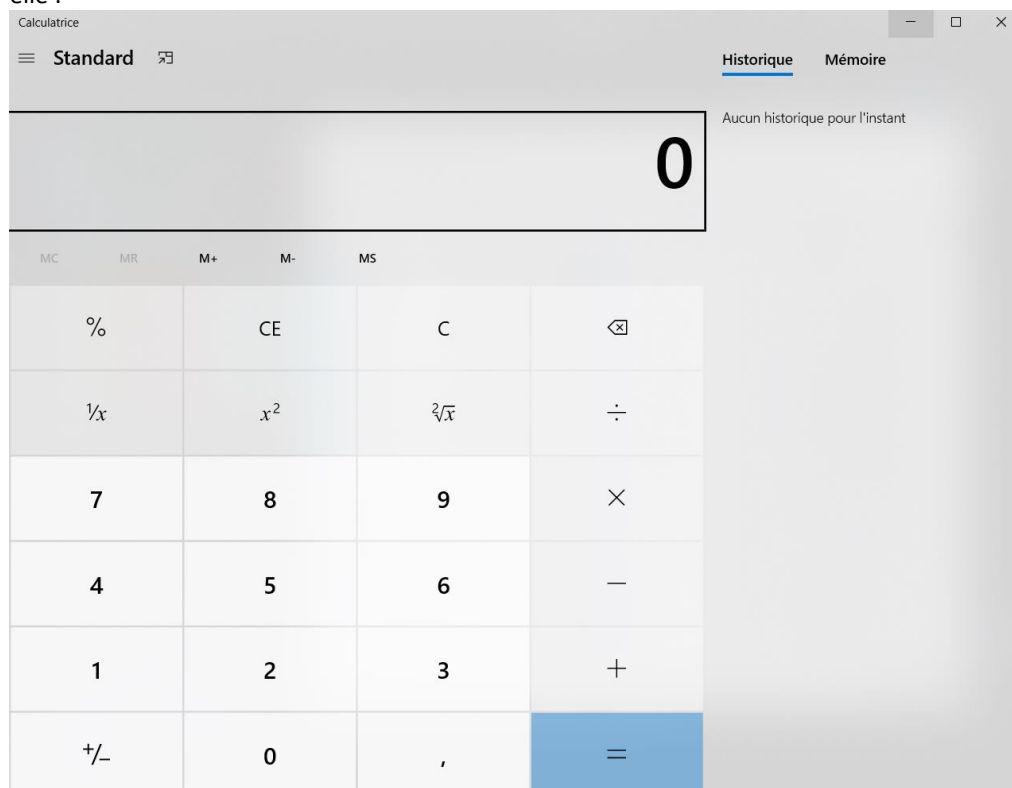 elle :
Calculatrice
Standard
Historique Mémoire
Aucun historique pour l'instant
0
MC MR M+ M- MS
% CE C
¹/x x² ²√x ÷
7 8 9 ×
4 5 6 −
1 2 3 +
+/− 0 , =